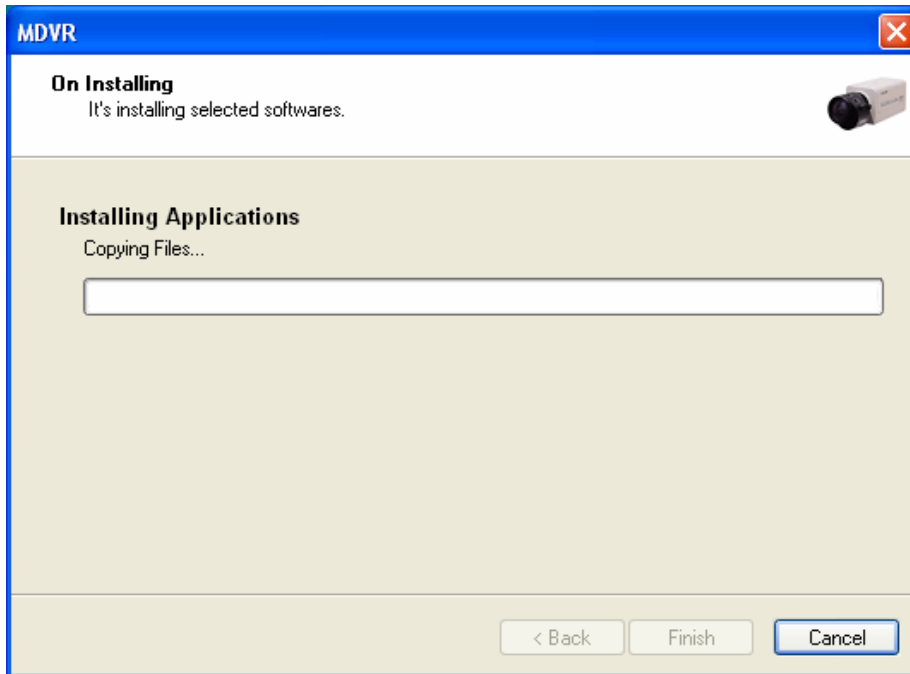 MDVR
On Installing
It's installing selected softwares.
Installing Applications
Copying Files...
< Back Finish Cancel